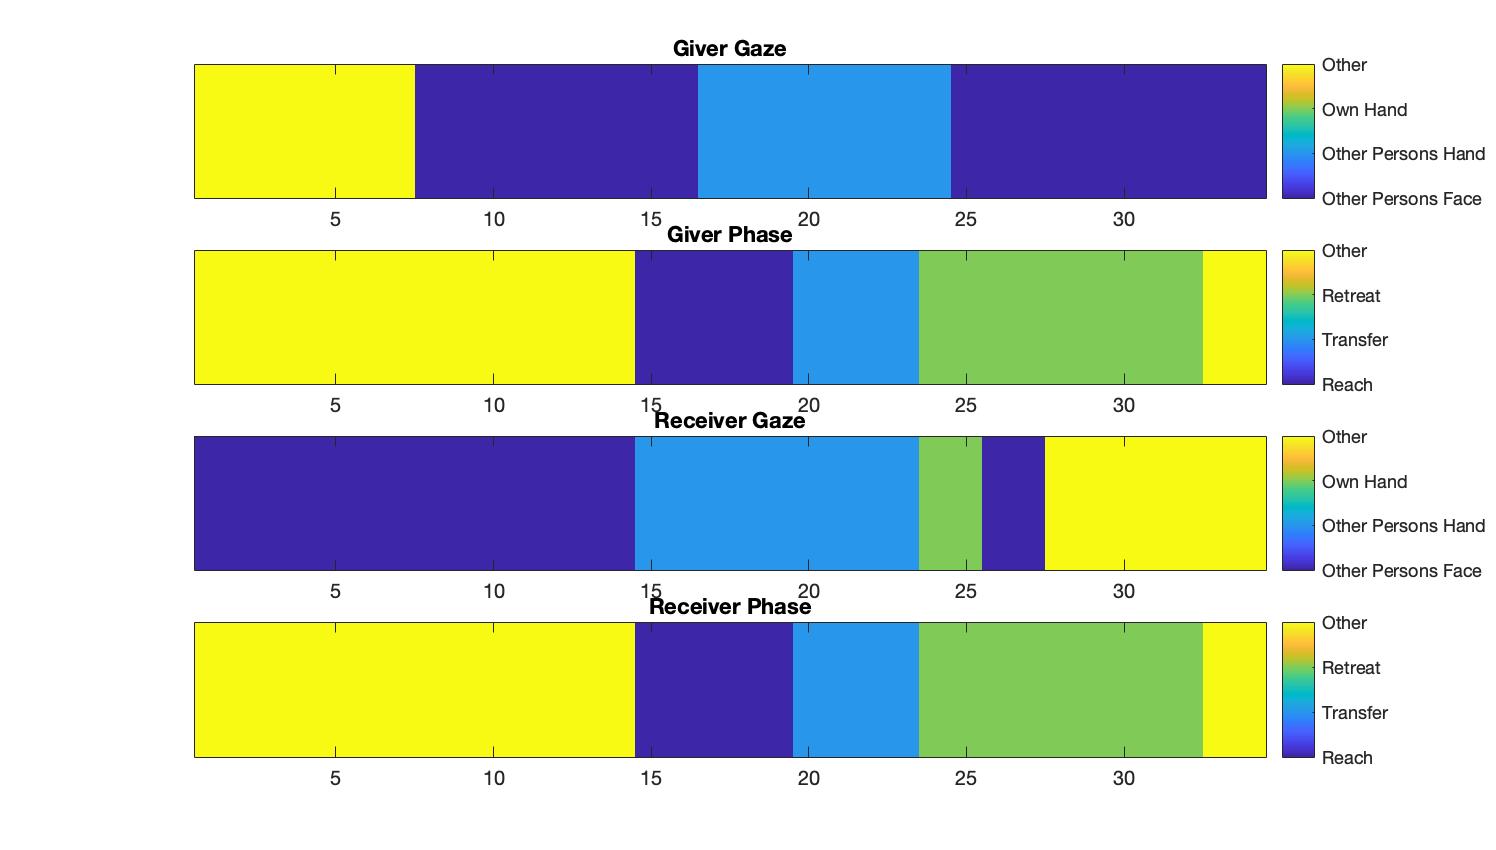 Giver Gaze
Other
Own Hand
Other Persons Hand
Other Persons Face
5 10 15 20 25 30
Giver Phase
Other
Retreat
Transfer
Reach
5 10 15 20 25 30
Receiver Gaze
Other
Own Hand
Other Persons Hand
Other Persons Face
5 10 15 20 25 30
Receiver Phase
Other
Retreat
Transfer
Reach
5 10 15 20 25 30